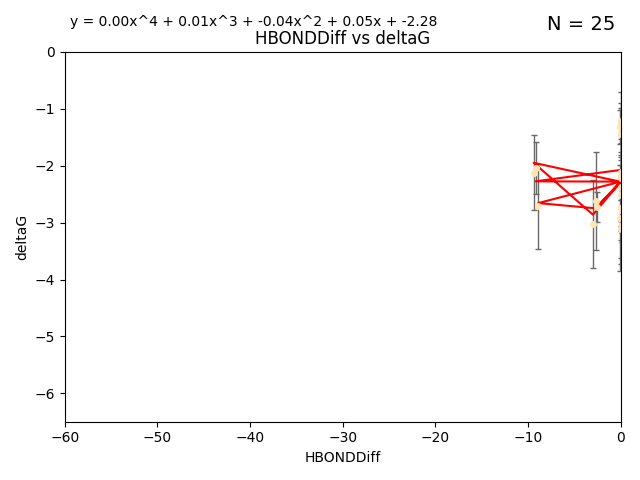 y = 0.00x^4 + 0.01x^3 + -0.04x^2 + 0.05x + -2.28
N = 25
HBONDDiff vs deltaG
0
−1
−2
−3
−4
−5
−6
deltaG
−60 −50 −40 −30 −20 −10 0
HBONDDiff